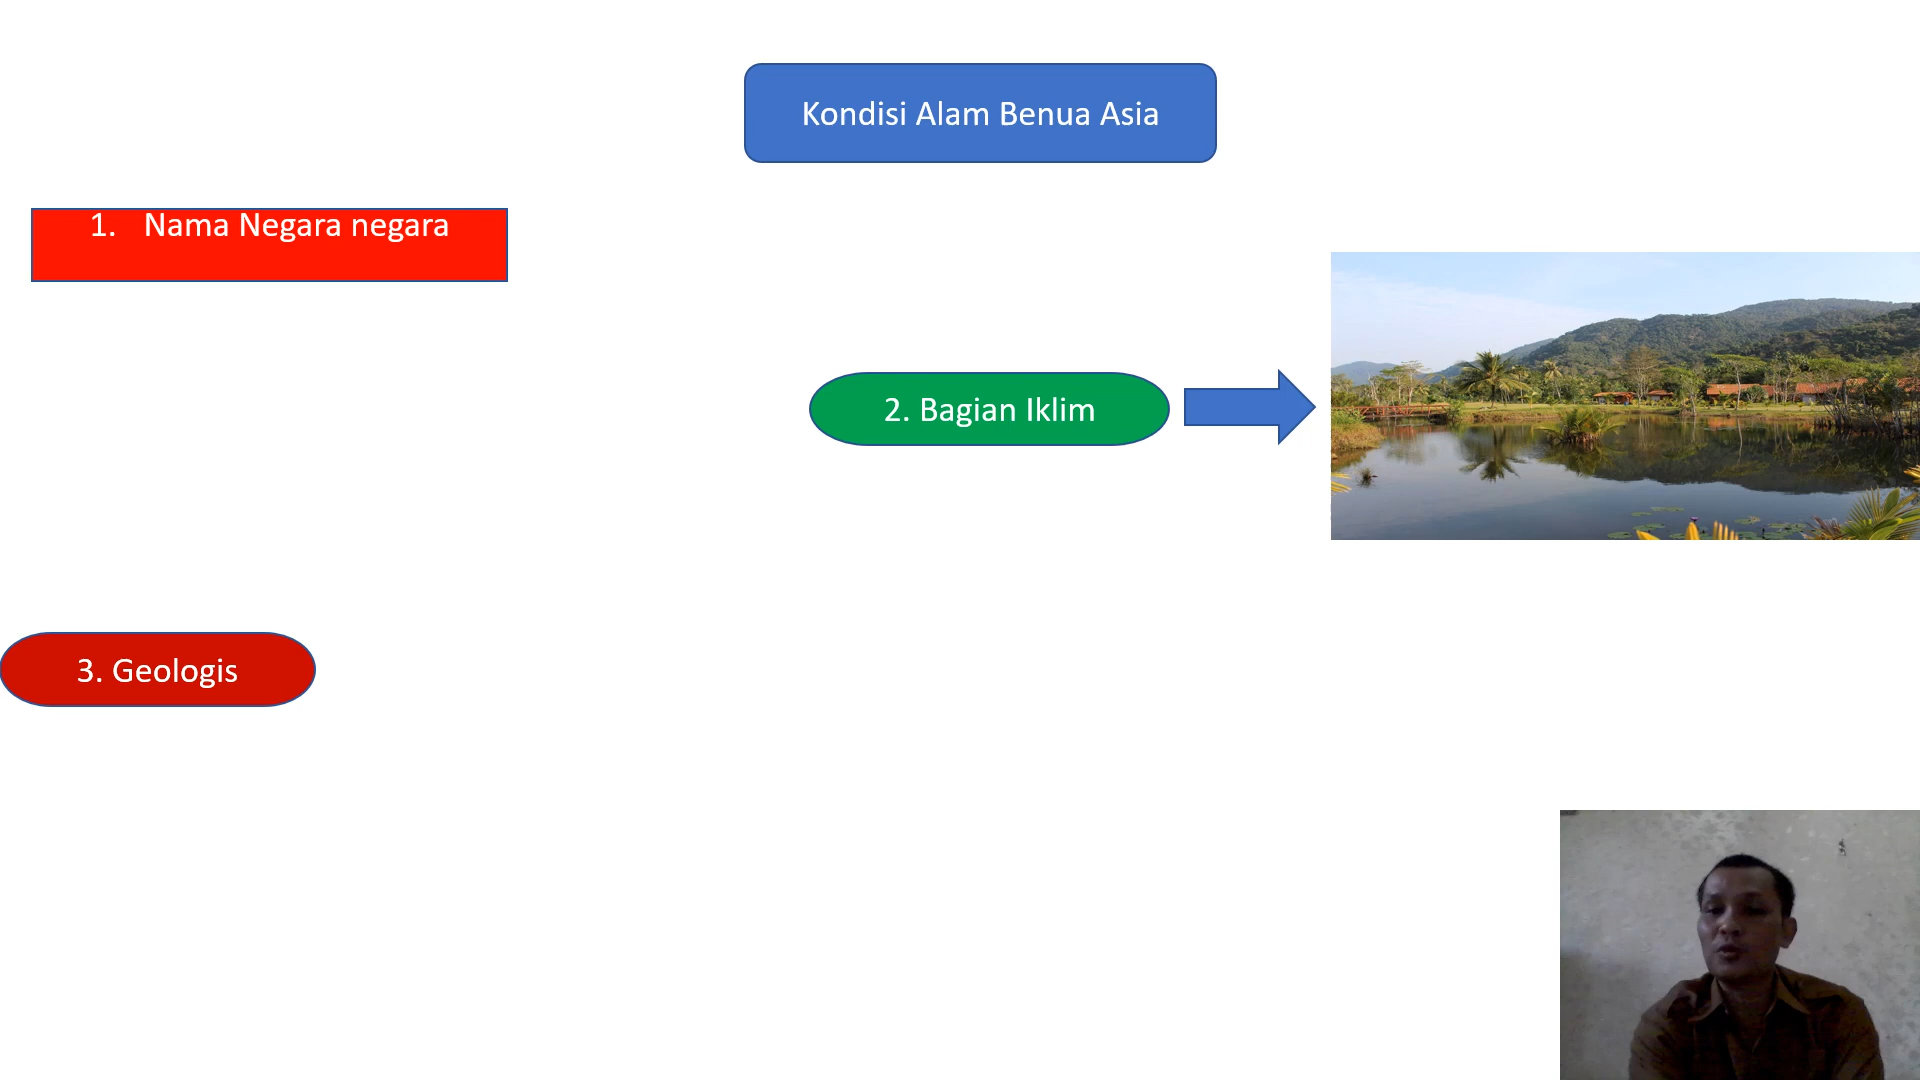 Kondisi Alam Benua Asia
1. Nama Negara negara
2. Bagian Iklim
3. Geologis